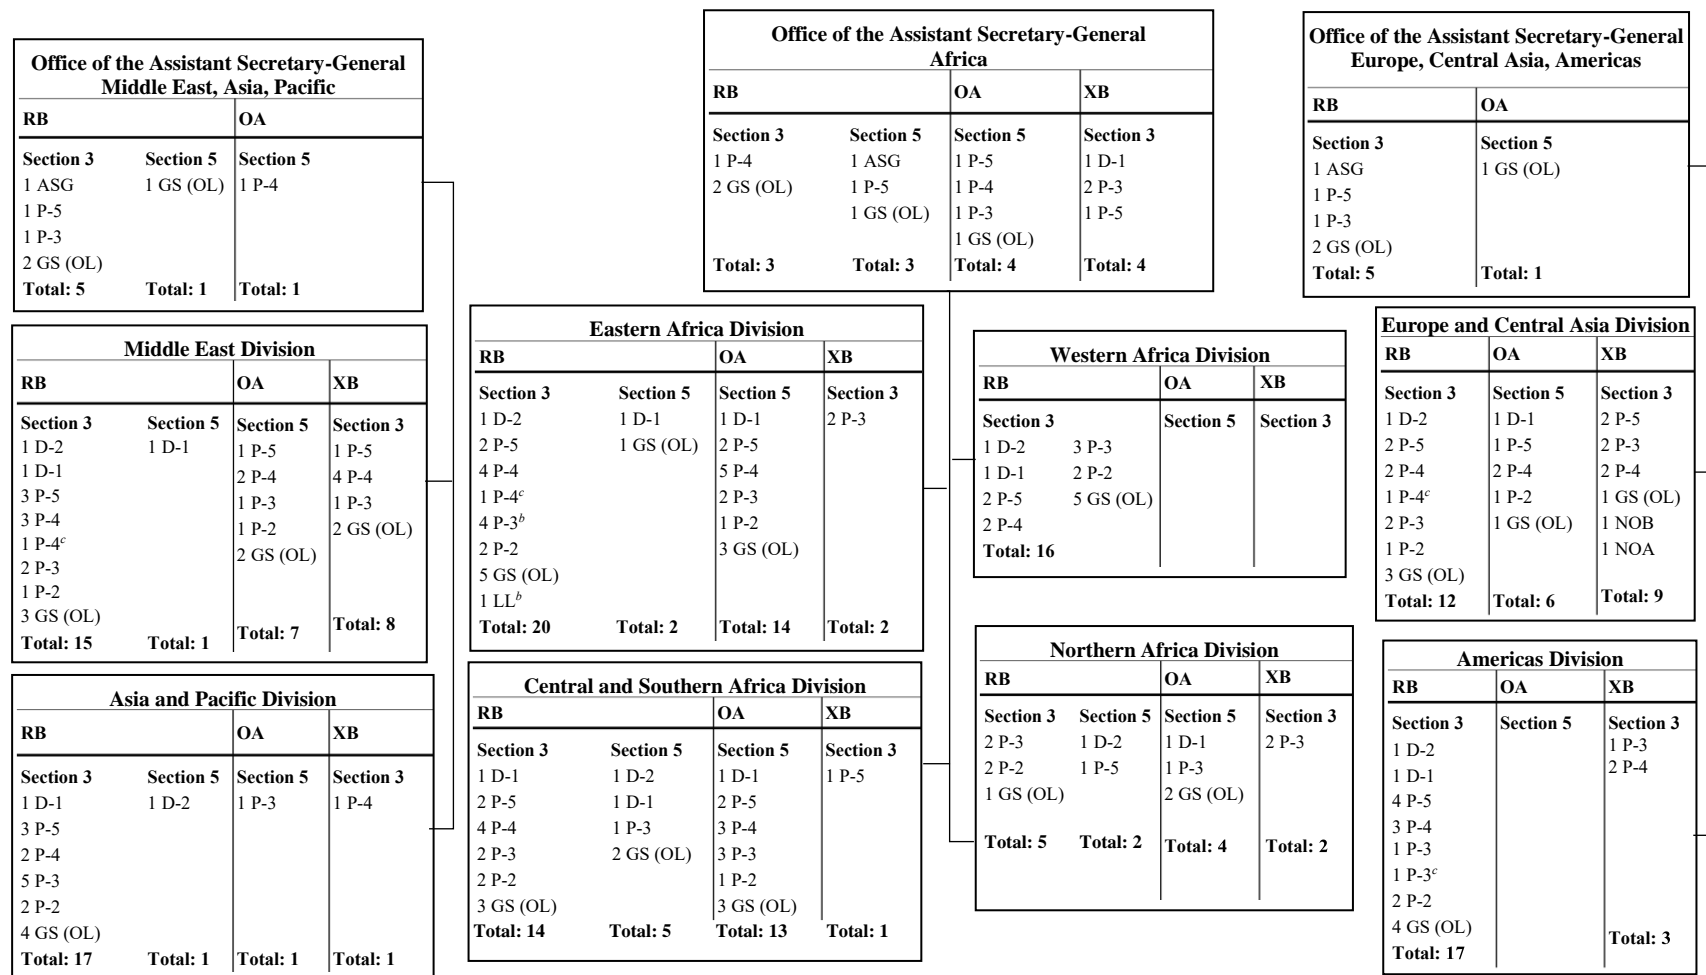 Office of the Assistant Secretary-General
Middle East, Asia, Pacific
RB OA
Section 3 Section 5 Section 5
1 ASG 1 GS (OL) 1 P-4
1 P-5
1 P-3
2 GS (OL)
Total: 5 Total: 1 Total: 1
Middle East Division
RB OA XB
Section 3 Section 5 Section 5 Section 3
1 D-2 1 D-1 1 P-5 1 P-5
1 D-1 2 P-4 4 P-4
3 P-5 1 P-3 1 P-3
3 P-4 1 P-2 2 GS (OL)
1 P-4c 2 GS (OL)
2 P-3
1 P-2
3 GS (OL)
Total: 15 Total: 1 Total: 7 Total: 8
Asia and Pacific Division
RB OA XB
Section 3 Section 5 Section 5 Section 3
1 D-1 1 D-2 1 P-3 1 P-4
3 P-5
2 P-4
5 P-3
2 P-2
4 GS (OL)
Total: 17 Total: 1 Total: 1 Total: 1
Office of the Assistant Secretary-General
Africa
RB OA XB
Section 3 Section 5 Section 5 Section 3
1 P-4 1 ASG 1 P-5 1 D-1
2 GS (OL) 1 P-5 1 P-4 2 P-3
1 GS (OL) 1 P-3 1 P-5
1 GS (OL)
Total: 3 Total: 3 Total: 4 Total: 4
Eastern Africa Division
RB OA XB
Section 3 Section 5 Section 5 Section 3
1 D-2 1 D-1 1 D-1 2 P-3
2 P-5 1 GS (OL) 2 P-5
4 P-4 5 P-4
1 P-4c 2 P-3
4 P-3b 1 P-2
2 P-2 3 GS (OL)
5 GS (OL)
1 LLb
Total: 20 Total: 2 Total: 14 Total: 2
Central and Southern Africa Division
RB OA XB
Section 3 Section 5 Section 5 Section 3
1 D-1 1 D-2 1 D-1 1 P-5
2 P-5 1 D-1 2 P-5
4 P-4 1 P-3 3 P-4
2 P-3 2 GS (OL) 3 P-3
2 P-2 1 P-2
3 GS (OL) 3 GS (OL)
Total: 14 Total: 5 Total: 13 Total: 1
Western Africa Division
RB OA XB
Section 3 Section 5 Section 3
1 D-2 3 P-3
1 D-1 2 P-2
2 P-5 5 GS (OL)
2 P-4
Total: 16
Northern Africa Division
RB OA XB
Section 3 Section 5 Section 5 Section 3
2 P-3 1 D-2 1 D-1 2 P-3
2 P-2 1 P-5 1 P-3
1 GS (OL) 2 GS (OL)
Total: 5 Total: 2 Total: 4 Total: 2
Office of the Assistant Secretary-General
Europe, Central Asia, Americas
RB OA
Section 3 Section 5
1 ASG 1 GS (OL)
1 P-5
1 P-3
2 GS (OL)
Total: 5 Total: 1
Europe and Central Asia Division
RB OA XB
Section 3 Section 5 Section 3
1 D-2 1 D-1 2 P-5
2 P-5 1 P-5 2 P-3
2 P-4 2 P-4 2 P-4
1 P-4c 1 P-2 1 GS (OL)
2 P-3 1 GS (OL) 1 NOB
1 P-2 1 NOA
3 GS (OL)
Total: 12 Total: 6 Total: 9
Americas Division
RB OA XB
Section 3 Section 5 Section 3
1 D-2 1 P-3
1 D-1 2 P-4
4 P-5
3 P-4
1 P-3
1 P-3c
2 P-2
4 GS (OL)
Total: 17 Total: 3